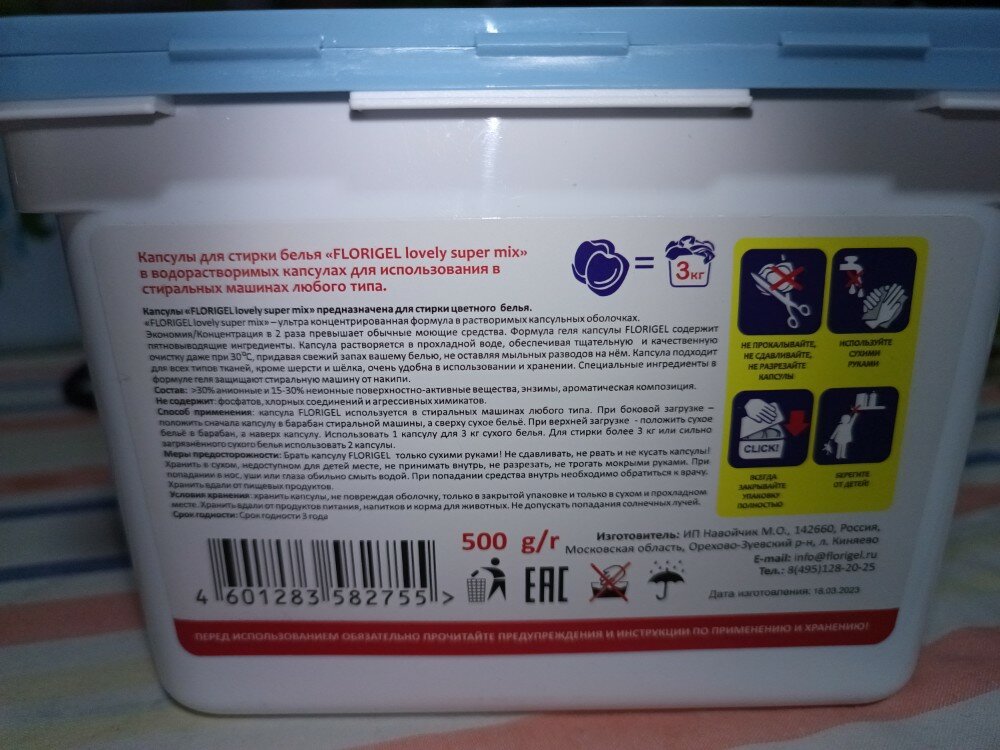 Капсулы для стирки белья «FLORIGEL lovely super mix»
в водорастворимых капсулах для использования в
стиральных машинах любого типа.
=
3кг
Капсулы «FLORIGEL lovely super mix» предназначена для стирки цветного белья.
«FLORIGEL lovely super mix» – ультра концентрированная формула в растворимых капсульных оболочках.
Экономия/Концентрация в 2 раза превышает обычные моющие средства. Формула геля капсулы FLORIGEL содержит
пятновыводящие ингредиенты. Капсула растворяется в прохладной воде, обеспечивая тщательную и качественную
очистку даже при 30°C, придавая свежий запах вашему белью, не оставляя мыльных разводов на нём. Капсула подходит
для всех типов тканей, кроме шерсти и шёлка, очень удобна в использовании и хранении. Специальные ингредиенты в
формуле геля защищают стиральную машину от накипи.
Состав: >30% анионные и 15-30% неионные поверхностно-активные вещества, энзимы, ароматическая композиция.
Не содержит: фосфатов, хлорных соединений и агрессивных химикатов.
Способ применения: капсула FLORIGEL используется в стиральных машинах любого типа. При боковой загрузке –
положить сначала капсулу в барабан стиральной машины, а сверху сухое бельё. При верхней загрузке - положить сухое
бельё в барабан, а наверх капсулу. Использовать 1 капсулу для 3 кг сухого белья. Для стирки более 3 кг или сильно
загрязнённого сухого белья использовать 2 капсулы.
Меры предосторожности: Брать капсулу FLORIGEL только сухими руками! Не сдавливать, не рвать и не кусать капсулы!
Хранить в сухом, недоступном для детей месте, не принимать внутрь, не разрезать, не трогать мокрыми руками. При
попадании в нос, уши или глаза обильно смыть водой. При попадании средства внутрь необходимо обратиться к врачу.
Хранить вдали от пищевых продуктов.
Условия хранения: хранить капсулы, не повреждая оболочку, только в закрытой упаковке и только в сухом и прохладном
месте. Хранить вдали от продуктов питания, напитков и корма для животных. Не допускать попадания солнечных лучей.
Срок годности: Срок годности 3 года
НЕ ПРОКАЛЫВАЙТЕ,
НЕ СДАВЛИВАЙТЕ,
НЕ РАЗРЕЗАЙТЕ
КАПСУЛЫ
ИСПОЛЬЗУЙТЕ
СУХИМИ
РУКАМИ
CLICK!
ВСЕГДА
ЗАКРЫВАЙТЕ
УПАКОВКУ
ПОЛНОСТЬЮ
БЕРЕГИТЕ
ОТ ДЕТЕЙ!
4 601283 582755 >
500 g/г
EAC
Изготовитель: ИП Навойчик М.О., 142660, Россия,
Московская область, Орехово-Зуевский р-н, л. Киняево
E-mail: info@florigel.ru
Тел.: 8(495)128-20-25
Дата изготовления: 18.03.2023
ПЕРЕД ИСПОЛЬЗОВАНИЕМ ОБЯЗАТЕЛЬНО ПРОЧИТАЙТЕ ПРЕДУПРЕЖДЕНИЯ И ИНСТРУКЦИИ ПО ПРИМЕНЕНИЮ И ХРАНЕНИЮ!